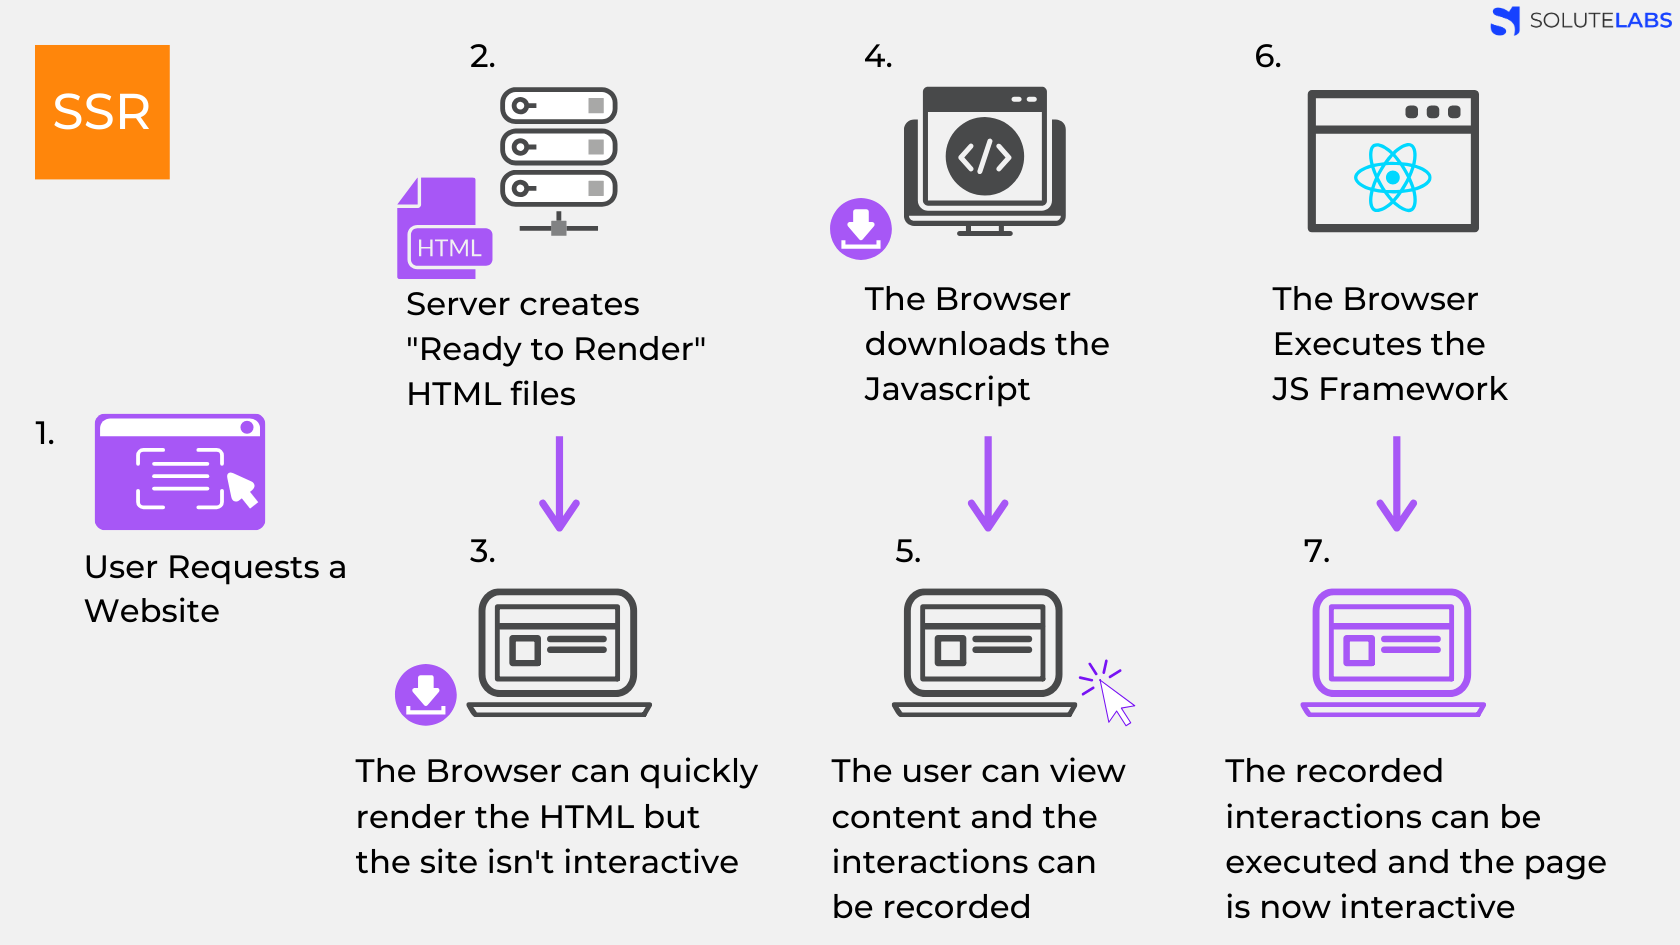 SOLUTELABS
SSR
1.
User Requests a
Website
2.
HTML
Server creates
"Ready to Render"
HTML files
3.
The Browser can quickly
render the HTML but
the site isn't interactive
4.
</>
The Browser
downloads the
Javascript
5.
The user can view
content and the
interactions can
be recorded
6.
The Browser
Executes the
JS Framework
7.
The recorded
interactions can be
executed and the page
is now interactive